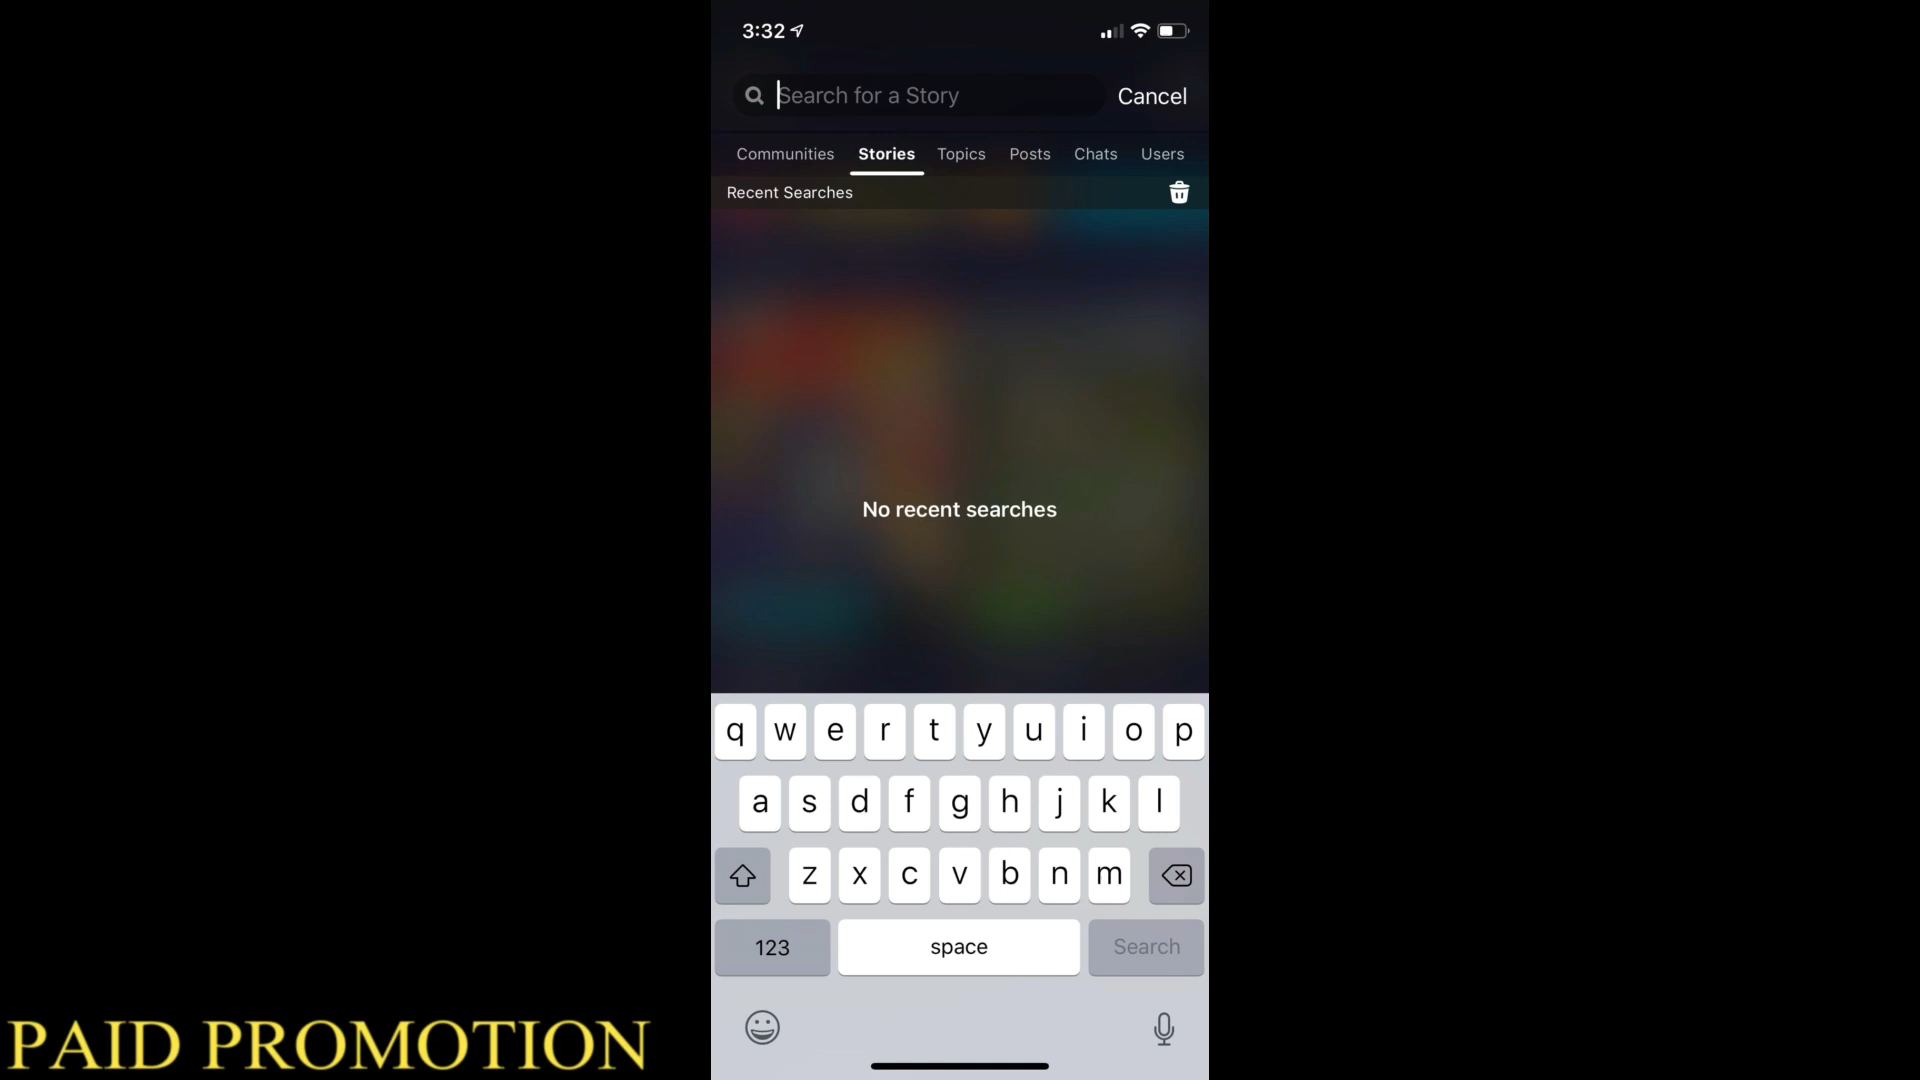 3:32
Search for a Story
Cancel
Communities Stories Topics Posts Chats Users
Recent Searches
No recent searches
q w e r t y u i o p
a s d f g h j k l
z x c v b n m
123 space Search
PAID PROMOTION